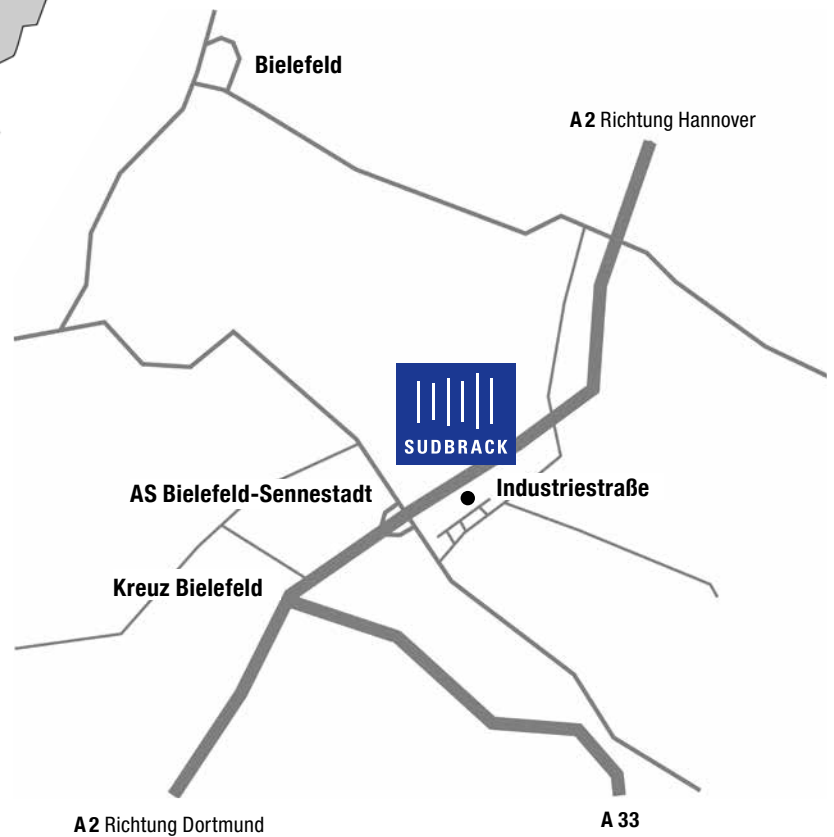 Bielefeld
A2 Richtung Hannover
SUDBRACK
AS Bielefeld-Sennestadt
Industriestraße
Kreuz Bielefeld
A2 Richtung Dortmund
A 33